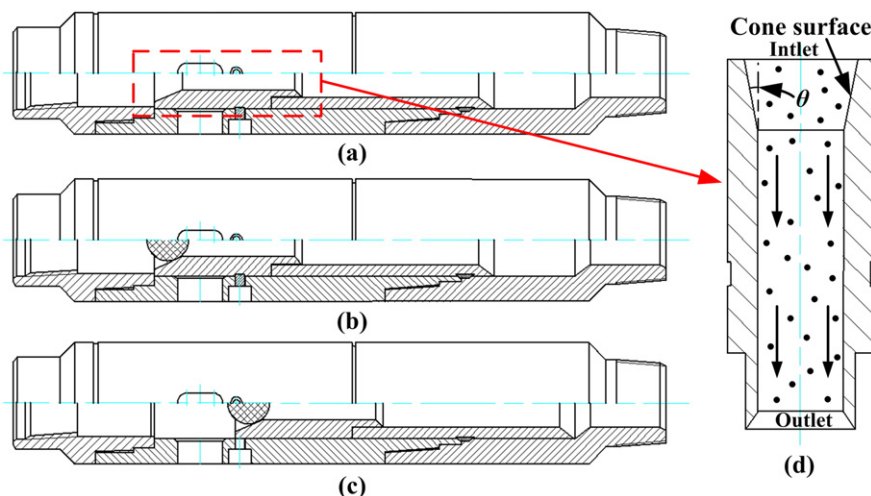 Cone surface
Intlet
θ
(a)
(b)
Outlet
(c)
(d)